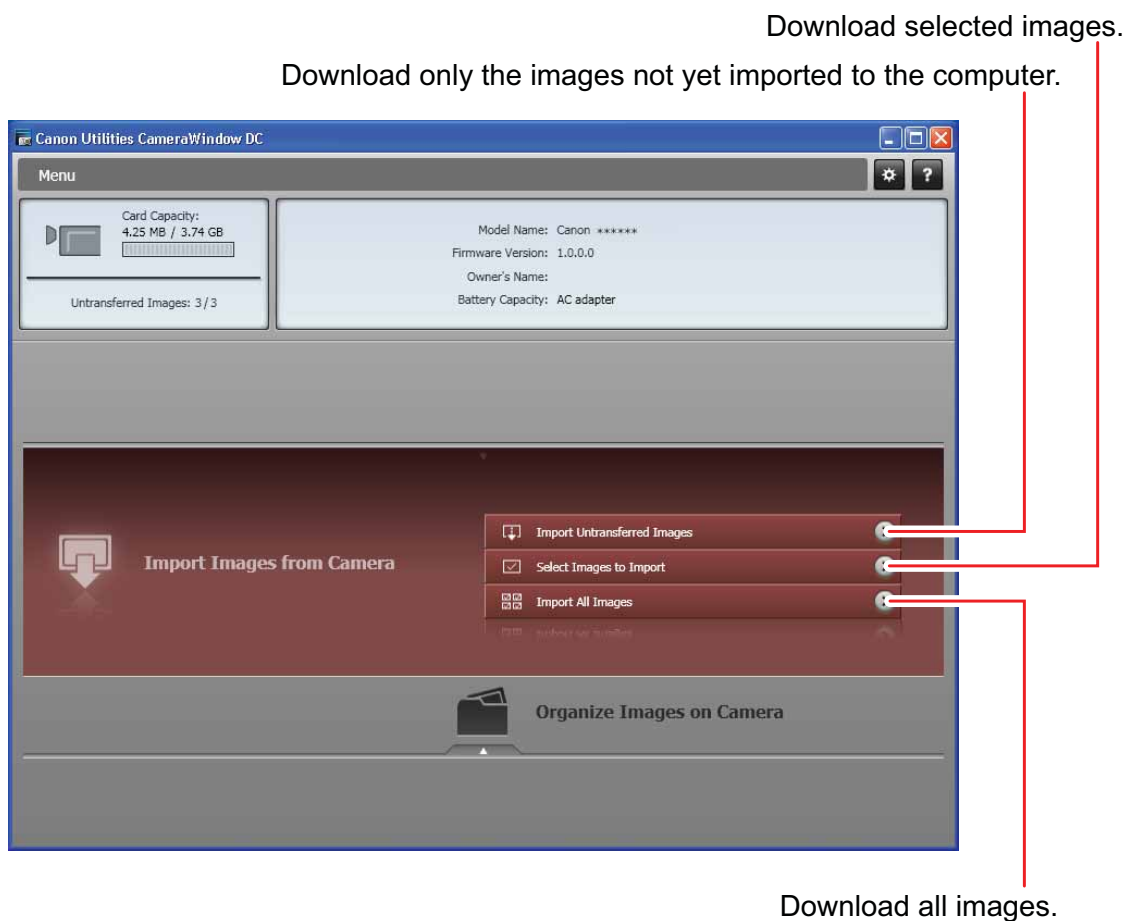 Download selected images.
Download only the images not yet imported to the computer.
Canon Utilities CameraWindow DC
Menu
?
Card Capacity:
4.25 MB / 3.74 GB
Untransferred Images: 3/3
Model Name: Canon ******
Firmware Version: 1.0.0.0
Owner's Name:
Battery Capacity: AC adapter
Import Images from Camera
Import Untransferred Images
Select Images to Import
Import All Images
Organize Images on Camera
Download all images.